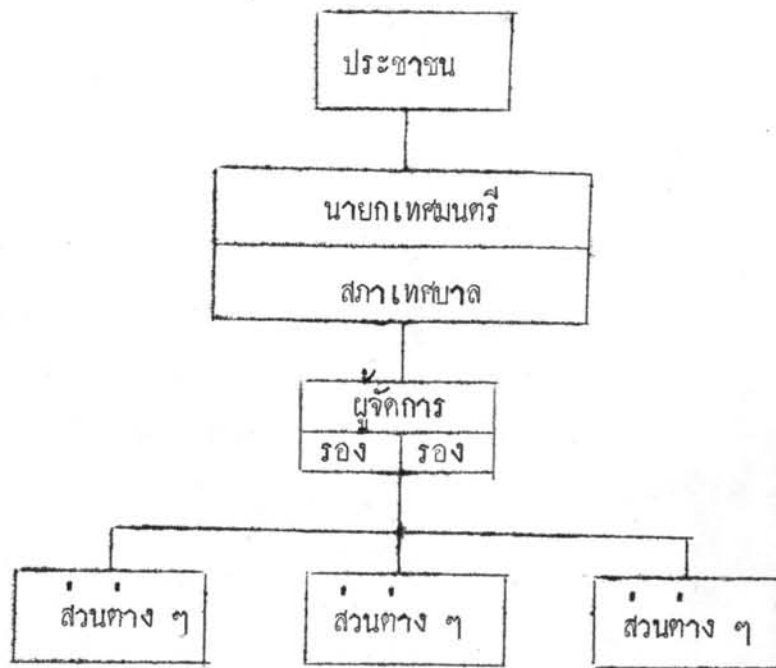 ประชาชน
นายกเทศมนตรี
สภาเทศบาล
ผู้จัดการ
รอง รอง
ส่วนต่าง ๆ ส่วนต่าง ๆ ส่วนต่าง ๆ